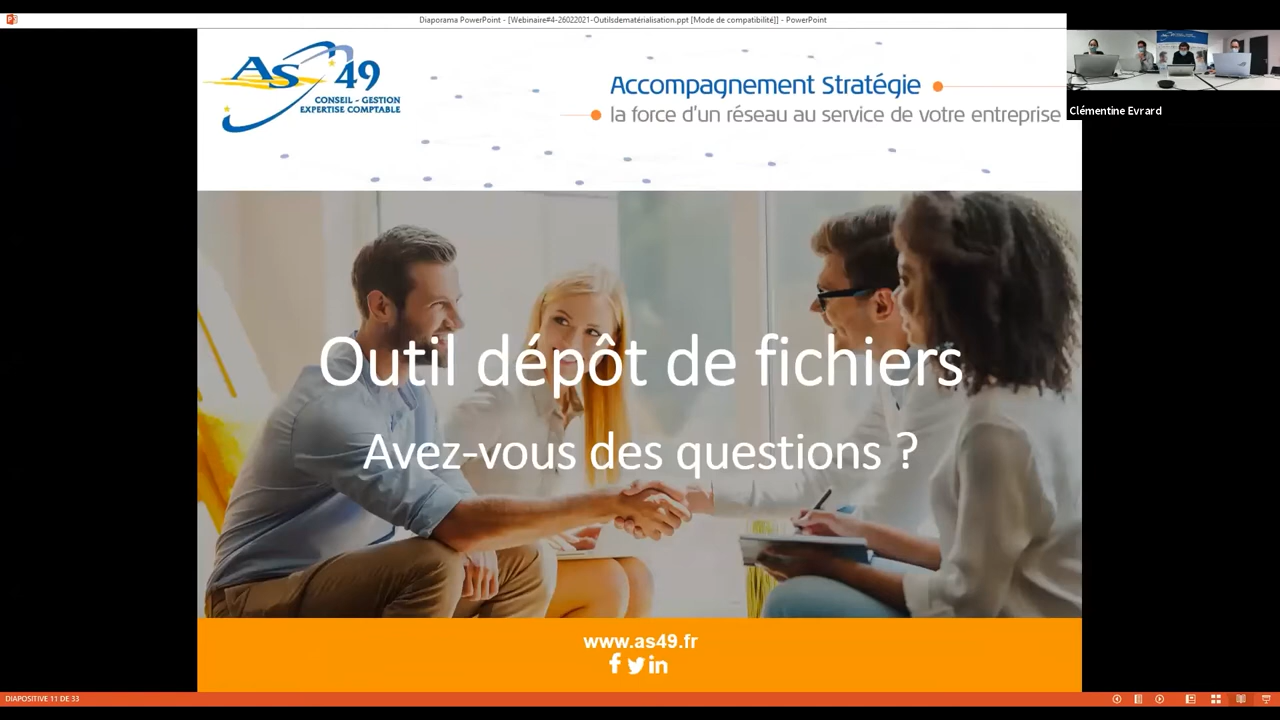 Diaporama PowerPoint - [Webinaire#4-26022021-Outilsdematérialisation.ppt [Mode de compatibilité]] - PowerPoint
AS 49
CONSEIL - GESTION
EXPERTISE COMPTABLE
Accompagnement Stratégie
la force d'un réseau au service de votre entreprise
Clémentine Evrard
Outil dépôt de fichiers
Avez-vous des questions ?
www.as49.fr
DIAPOSITIVE 11 DE 33